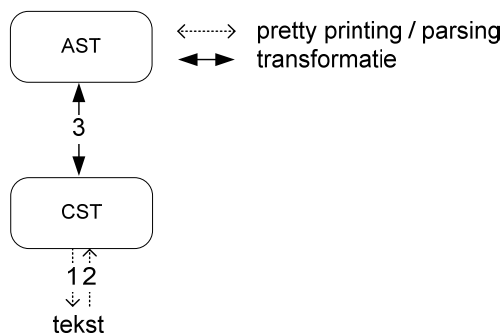 AST
pretty printing / parsing
transformatie
3
CST
1 2
tekst